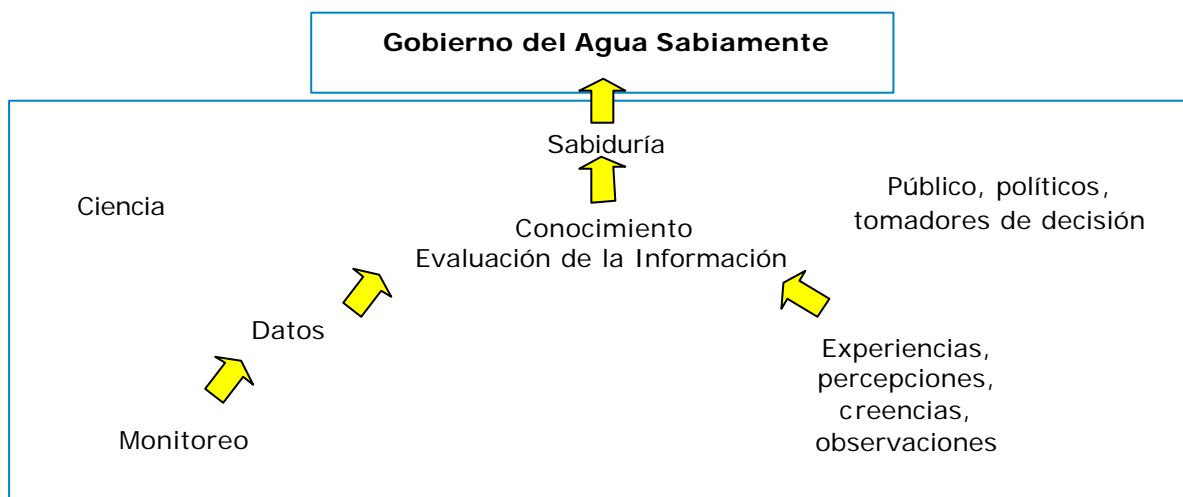 Gobierno del Agua Sabiamente
Sabiduría
Ciencia
Público, políticos,
tomadores de decisión
Conocimiento
Evaluación de la Información
Datos
Experiencias,
percepciones,
creencias,
observaciones
Monitoreo